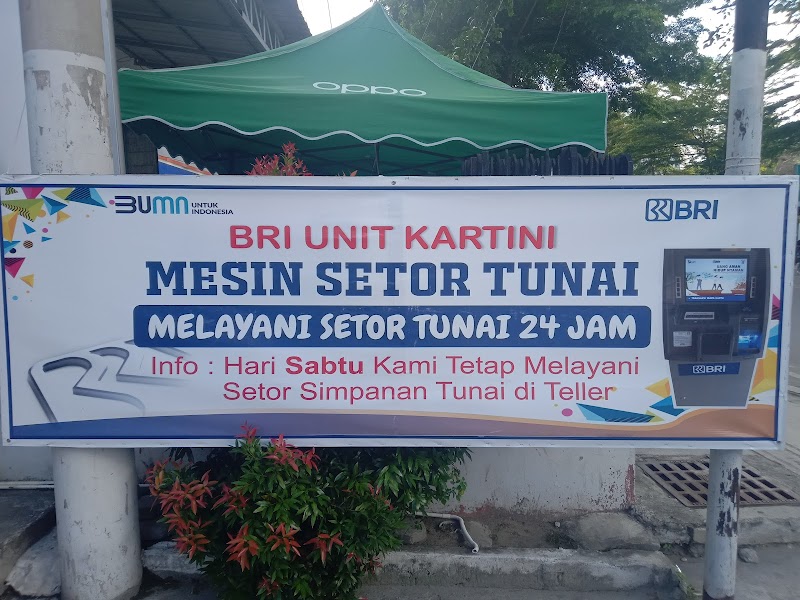 oppo
BUMN UNTUK
INDONESIA
BRI
BRI UNIT KARTINI
MESIN SETOR TUNAI
MELAYANI SETOR TUNAI 24 JAM
Info : Hari Sabtu Kami Tetap Melayani
Setor Simpanan Tunai di Teller
BRI